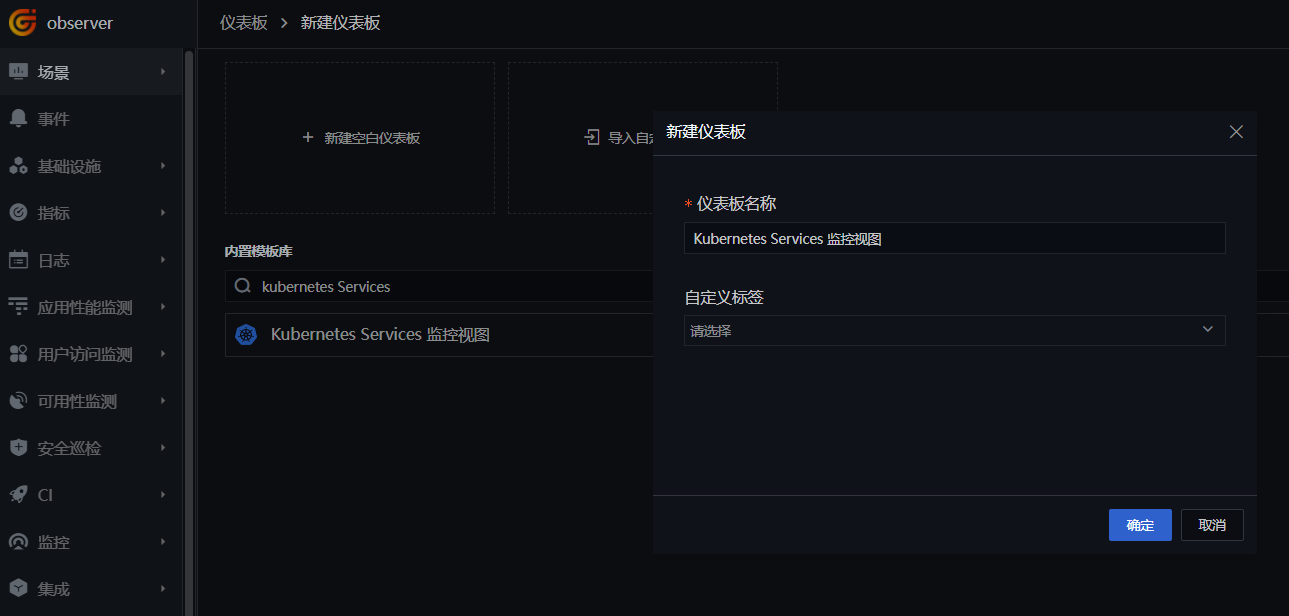 observer
场景
事件
基础设施
指标
日志
应用性能监测
用户访问监测
可用性监测
安全巡检
CI
监控
集成
仪表板 > 新建仪表板
+ 新建空白仪表板
导入自
内置模板库
kubernetes Services
Kubernetes Services 监控视图
新建仪表板
* 仪表板名称
Kubernetes Services 监控视图
自定义标签
请选择
确定
取消